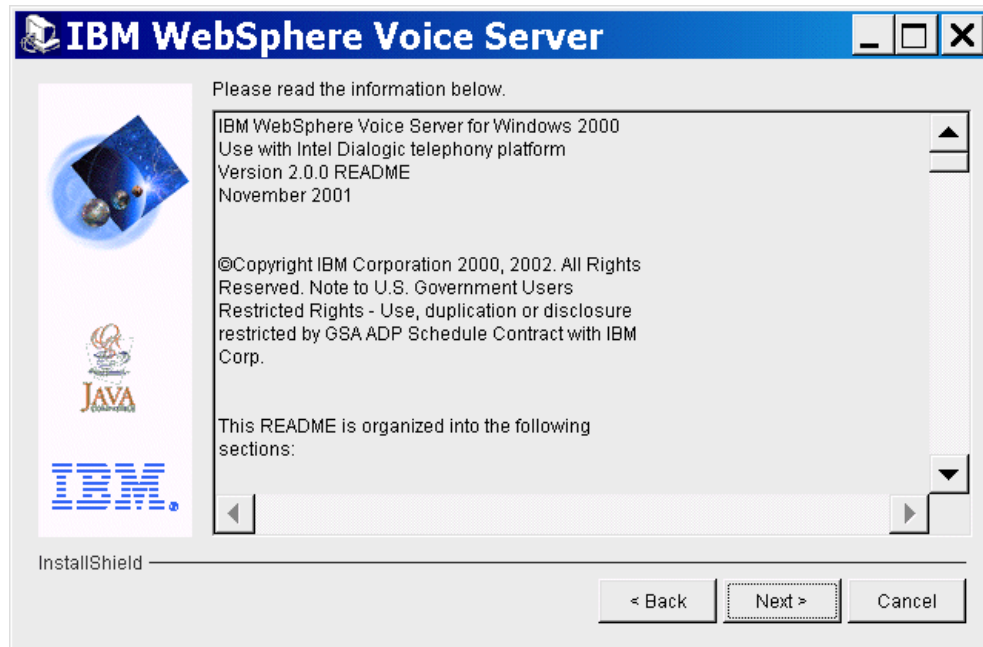 IBM WebSphere Voice Server
Please read the information below.
IBM WebSphere Voice Server for Windows 2000
Use with Intel Dialogic telephony platform
Version 2.0.0 README
November 2001
©Copyright IBM Corporation 2000, 2002. All Rights
Reserved. Note to U.S. Government Users
Restricted Rights - Use, duplication or disclosure
restricted by GSA ADP Schedule Contract with IBM
Corp.
This README is organized into the following
sections:
JAVA
IBM®
InstallShield
< Back
Next >
Cancel